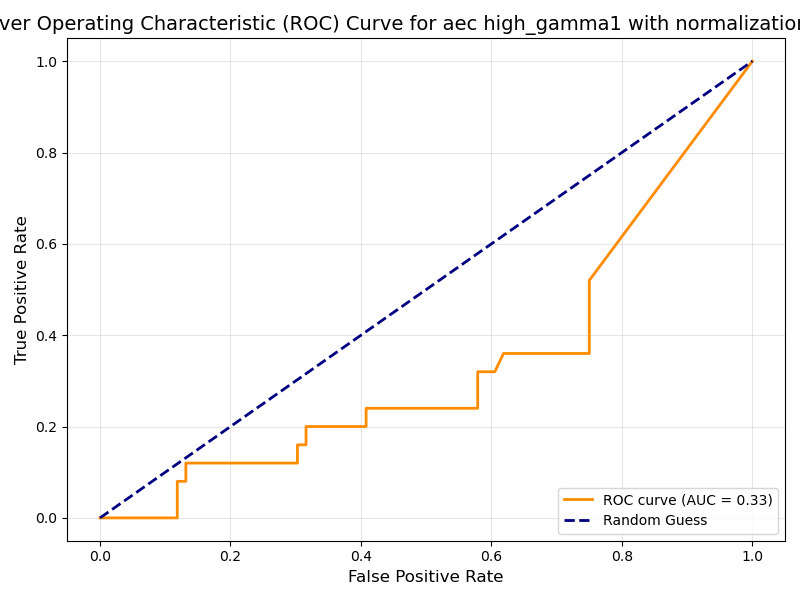 ver Operating Characteristic (ROC) Curve for aec high_gamma1 with normalization
1.0
0.8
0.6
0.4
0.2
0.0
True Positive Rate
0.0 0.2 0.4 0.6 0.8 1.0
False Positive Rate
ROC curve (AUC = 0.33)
Random Guess